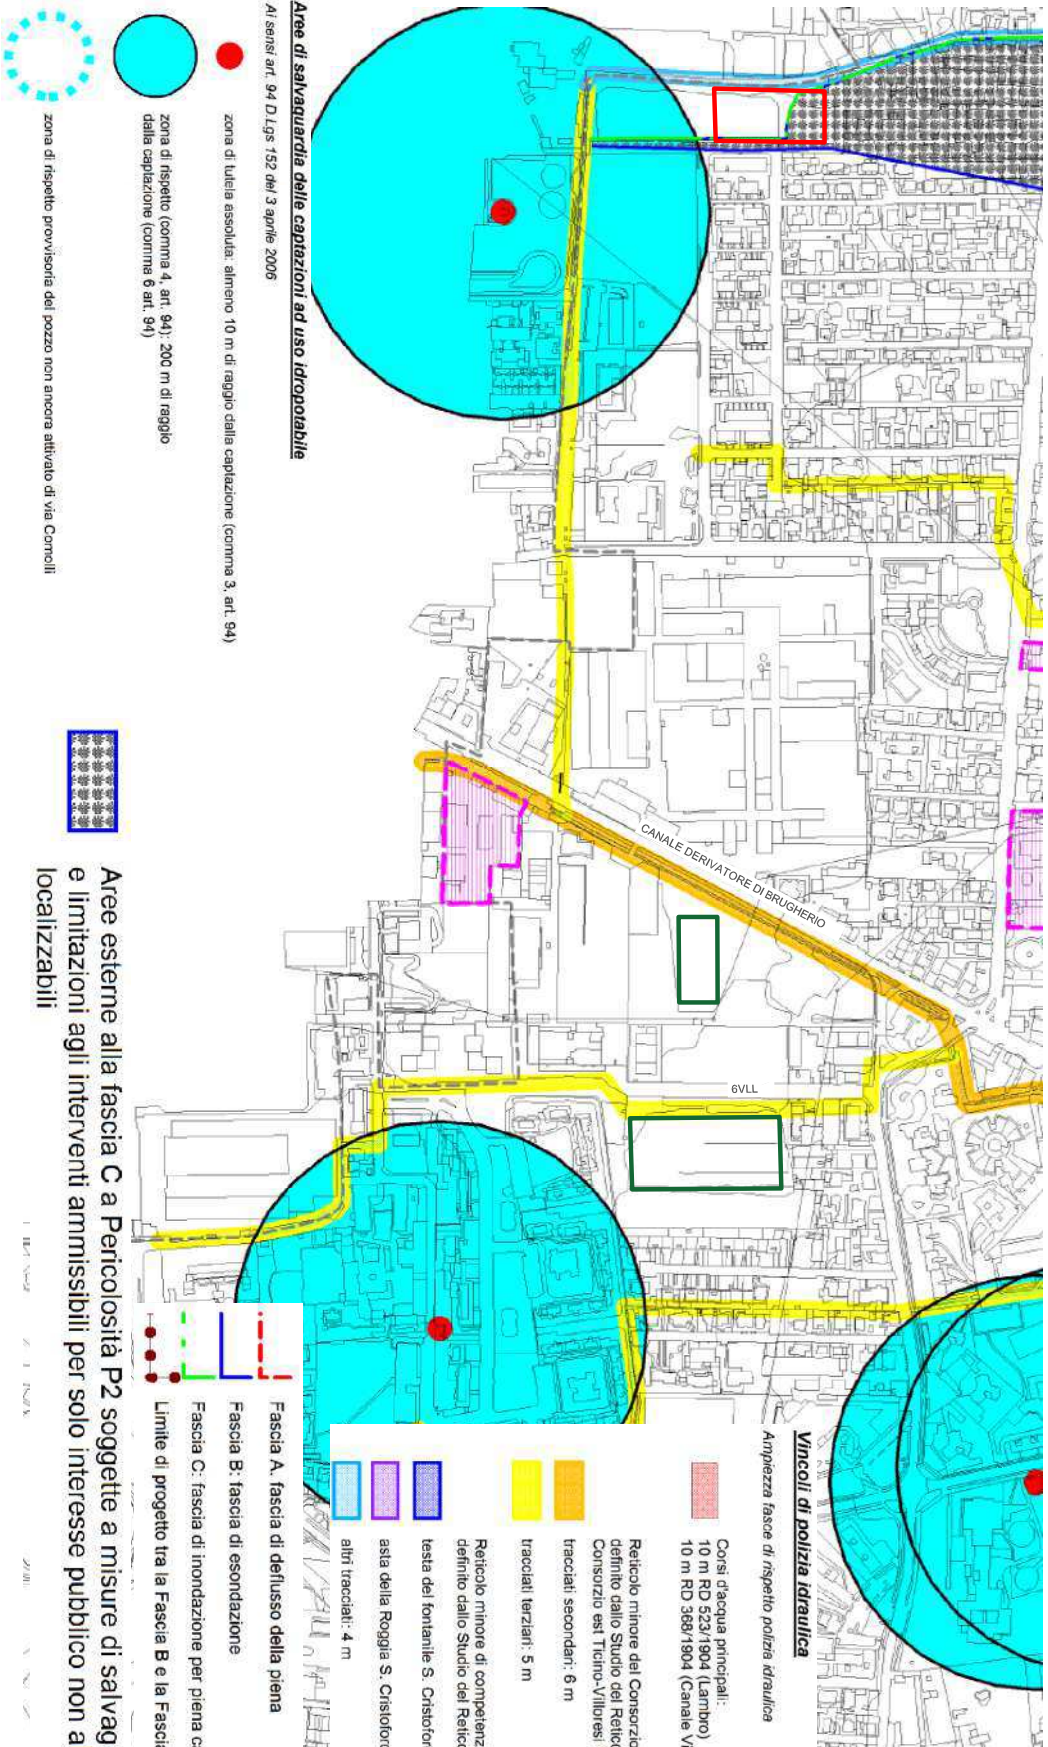 Aree di salvaguardia delle captazioni ad uso idropotabile
Ai sensi art. 94 D.Lgs 152 del 3 aprile 2006
zona di tutela assoluta: almeno 10 m di raggio dalla captazione (comma 3, art. 94)
zona di rispetto (comma 4, art. 94): 200 m di raggio
dalla captazione (comma 6 art. 94)
zona di rispetto provvisoria del pozzo non ancora attivato di via Comolli
Aree esterne alla fascia C a Pericolosità P2 soggette a misure di salvag
e limitazioni agli interventi ammissibili per solo interesse pubblico non a
localizzabili
CANALE DERIVATORE DI BRUGHERIO
6VLL
Fascia A: fascia di deflusso della piena
Fascia B: fascia di esondazione
Fascia C: fascia di inondazione per piena c
Limite di progetto tra la Fascia B e la Fascia
Vincoli di polizia idraulica
Ampiezza fasce di rispetto polizia idraulica
Corsi d'acqua principali:
10 m RD 523/1904 (Lambro)
10 m RD 368/1904 (Canale Vi
Reticolo minore del Consorzio
definito dallo Studio del Retico
Consorzio est Ticino-Villoresi
tracciati secondari: 6 m
tracciati terziari: 5 m
Reticolo minore di competenz
definito dallo Studio del Retico
testa del fontanile S. Cristofor
asta della Roggia S. Cristoforo
altri tracciati: 4 m